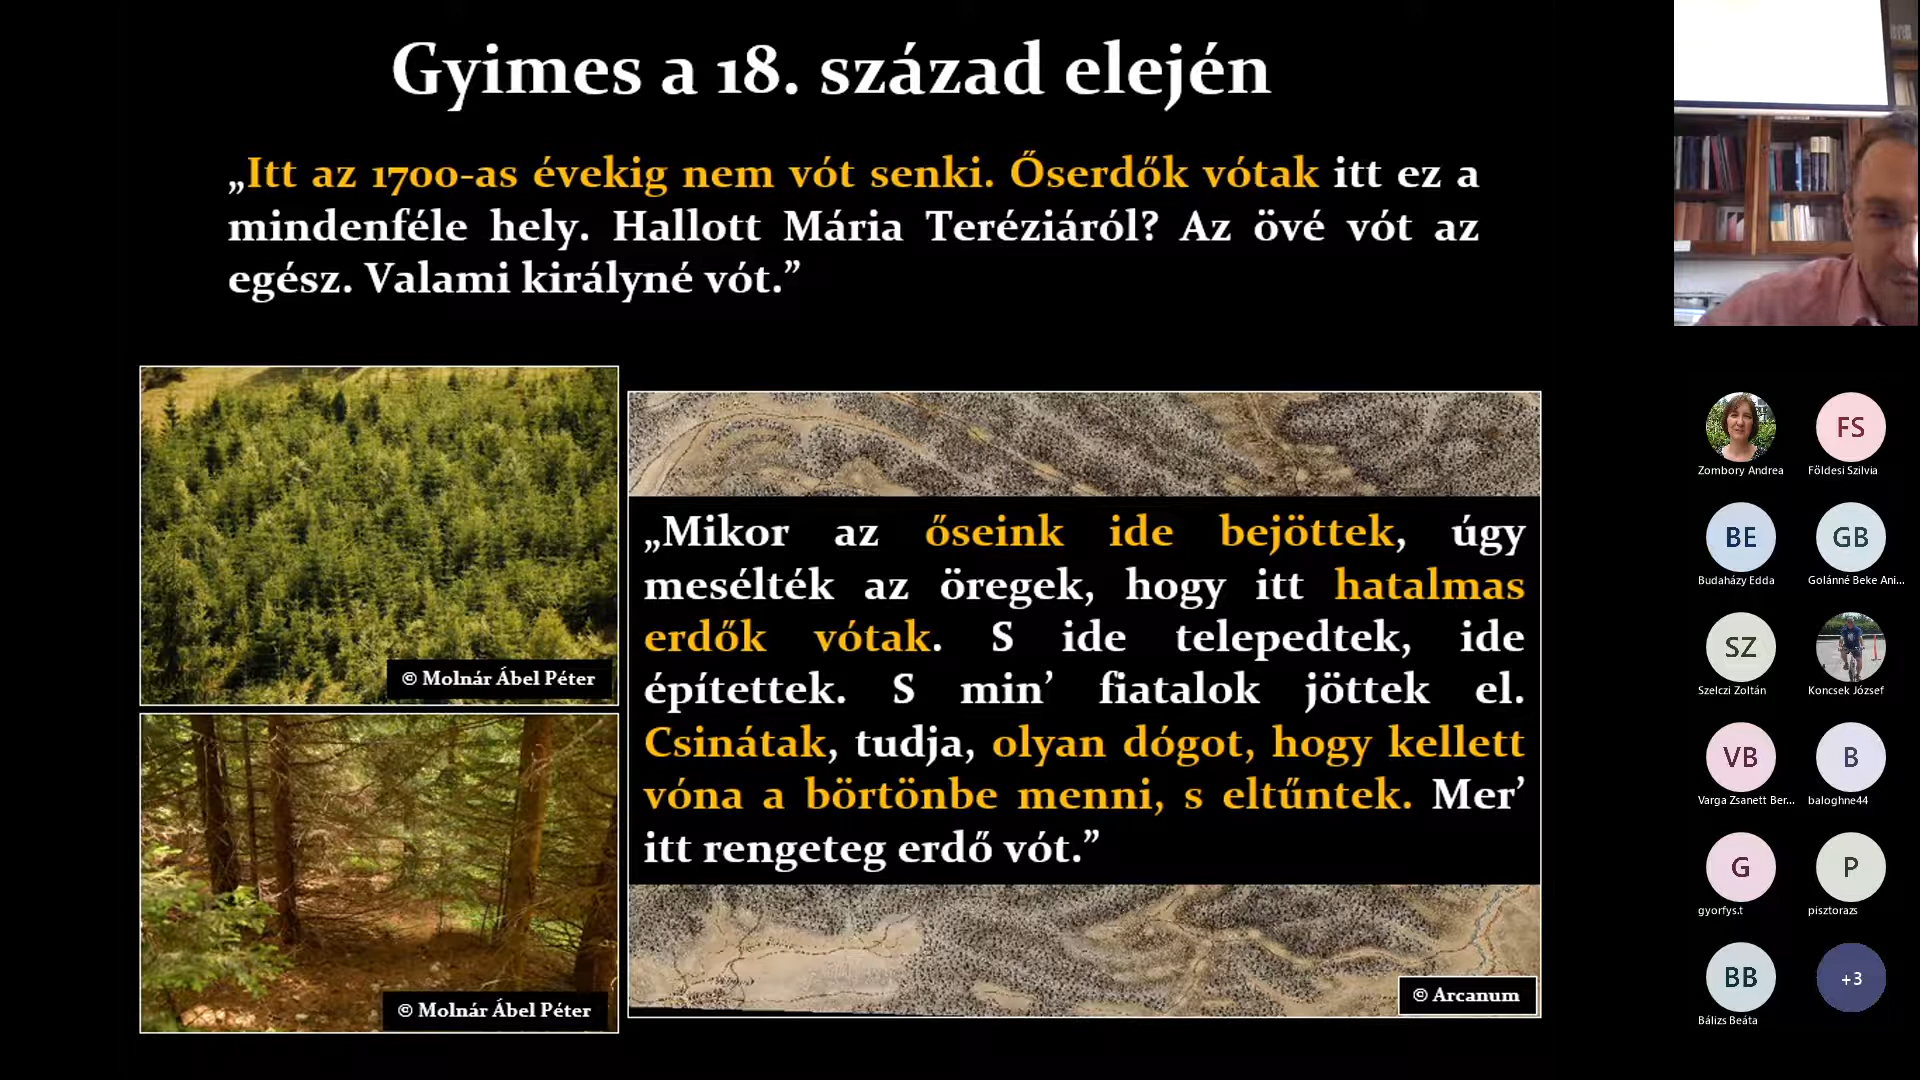 Gyimes a 18. század elején
„Itt az 1700-as évekig nem vót senki. Őserdők vótak itt ez a
mindenféle hely. Hallott Mária Teréziáról? Az övé vót az
egész. Valami királyné vót.”
© Molnár Ábel Péter
© Molnár Ábel Péter
„Mikor az őseink ide bejöttek, úgy
mesélték az öregek, hogy itt hatalmas
erdők vótak. S ide telepedtek, ide
építettek. S min’ fiatalok jöttek el.
Csinátak, tudja, olyan dógot, hogy kellett
vóna a börtönbe menni, s eltűntek. Mer’
itt rengeteg erdő vót.”
© Arcanum
Zombory Andrea
FS
Földesi Szilvia
BE
Budaházy Edda
GB
Golánné Beke Ani...
SZ
Szelczi Zoltán
Koncsek József
VB
Varga Zsanett Ber...
B
baloghne44
G
gyorfys.t
P
pisztorazs
BB
Bálizs Beáta
+3